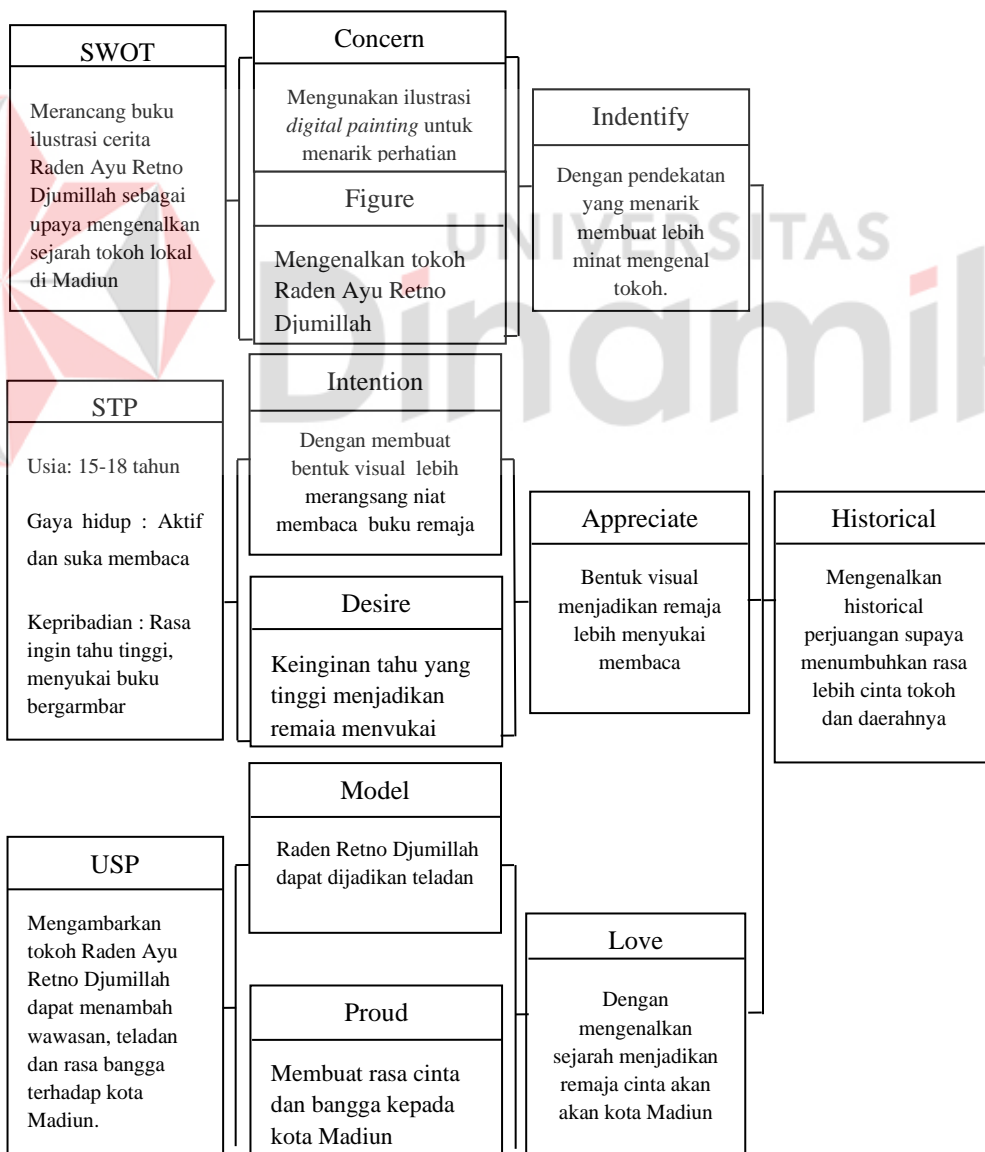 SWOT
Merancang buku
ilustrasi cerita
Raden Ayu Retno
Djumillah sebagai
upaya mengenalkan
sejarah tokoh lokal
di Madiun
Concern
Mengunakan ilustrasi
digital painting untuk
menarik perhatian
Figure
Mengenalkan tokoh
Raden Ayu Retno
Djumillah
Indentify
Dengan pendekatan
yang menarik
membuat lebih
minat mengenal
tokoh.
UNIVERSITAS
Dinamik
STP
Usia: 15-18 tahun
Gaya hidup : Aktif
dan suka membaca
Kepribadian : Rasa
ingin tahu tinggi,
menyukai buku
bergarmbar
Intention
Dengan membuat
bentuk visual lebih
merangsang niat
membaca buku remaja
Desire
Keinginan tahu yang
tinggi menjadikan
remaja menyukai
Appreciate
Bentuk visual
menjadikan remaja
lebih menyukai
membaca
Historical
Mengenalkan
historical
perjuangan supaya
menumbuhkan rasa
lebih cinta tokoh
dan daerahnya
USP
Mengambarkan
tokoh Raden Ayu
Retno Djumillah
dapat menambah
wawasan, teladan
dan rasa bangga
terhadap kota
Madiun.
Model
Raden Retno Djumillah
dapat dijadikan teladan
Proud
Membuat rasa cinta
dan bangga kepada
kota Madiun
Love
Dengan
mengenalkan
sejarah menjadikan
remaja cinta akan
akan kota Madiun